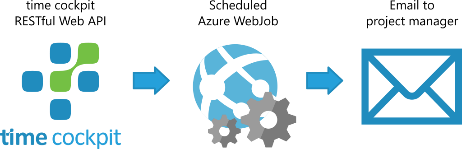 time cockpit
RESTful Web API
Scheduled
Azure WebJob
Email to
project manager
time cockpit